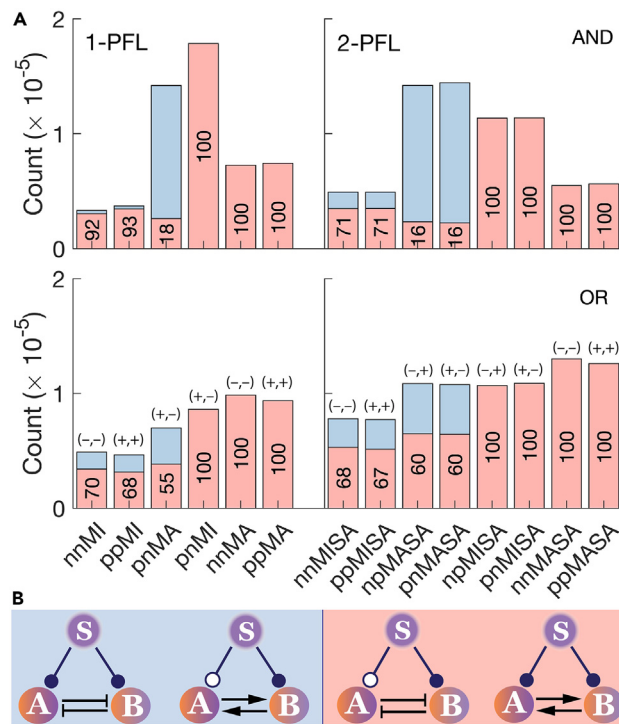 A
1-PFL
2-PFL
AND
Count (× 10⁻⁵)
2
1
0
92
93
18
100
100
100
71
71
16
16
100
100
100
100
OR
Count (× 10⁻⁵)
2
1
0
(−,−)
(+,+)
(+,−)
(+,−)
(−,−)
(+,+)
(−,−)
(+,+)
(−,+)
(+,−)
(−,+)
(+,−)
(−,−)
(+,+)
70
68
55
100
100
100
68
67
60
60
100
100
100
100
nnMI
ppMI
pnMA
pnMI
nnMA
ppMA
nnMISA
ppMISA
npMASA
pnMASA
npMISA
pnMISA
nnMASA
ppMASA
B
S
S
S
S
A
B
A
B
A
B
A
B